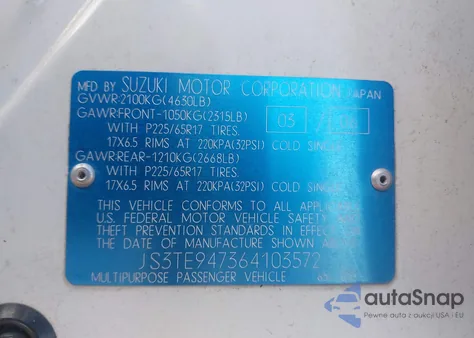 MFD BY SUZUKI MOTOR CORPORATION JAPAN
GVWR-2100KG(4630LB)
GAWR-FRONT-1050KG(2315LB) 03
WITH P225/65R17 TIRES.
17X6.5 RIMS AT 220KPA(32PSI) COLD SINGLE
GAWR-REAR-1210KG(2668LB)
WITH P225/65R17 TIRES.
17X6.5 RIMS AT 220KPA(32PSI) COLD SINGLE
THIS VEHICLE CONFORMS TO ALL
U.S. FEDERAL MOTOR VEHICLE SAFETY
THEFT PREVENTION STANDARDS IN EFFECT ON
THE DATE OF MANUFACTURE SHOWN ABOVE
JS3TE947364103572
MULTIPURPOSE PASSENGER VEHICLE
autaSnap
Pewne auta z aukcji USA i EU